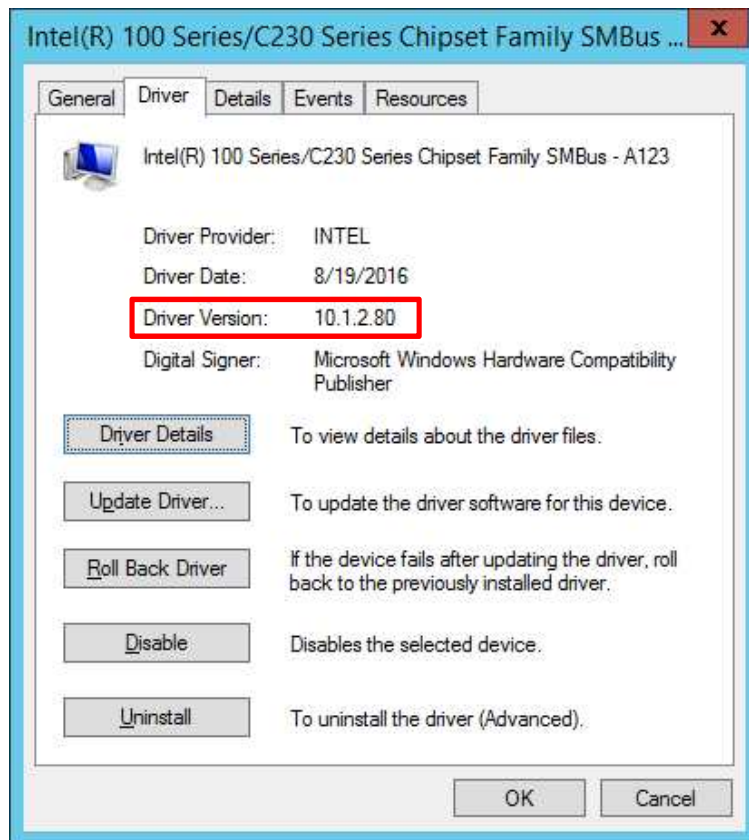 Intel(R) 100 Series/C230 Series Chipset Family SMBus ...
x
General Driver Details Events Resources
Intel(R) 100 Series/C230 Series Chipset Family SMBus - A123
Driver Provider: INTEL
Driver Date: 8/19/2016
Driver Version: 10.1.2.80
Digital Signer: Microsoft Windows Hardware Compatibility
Publisher
Driver Details To view details about the driver files.
Update Driver... To update the driver software for this device.
Roll Back Driver If the device fails after updating the driver, roll
back to the previously installed driver.
Disable Disables the selected device.
Uninstall To uninstall the driver (Advanced).
OK Cancel